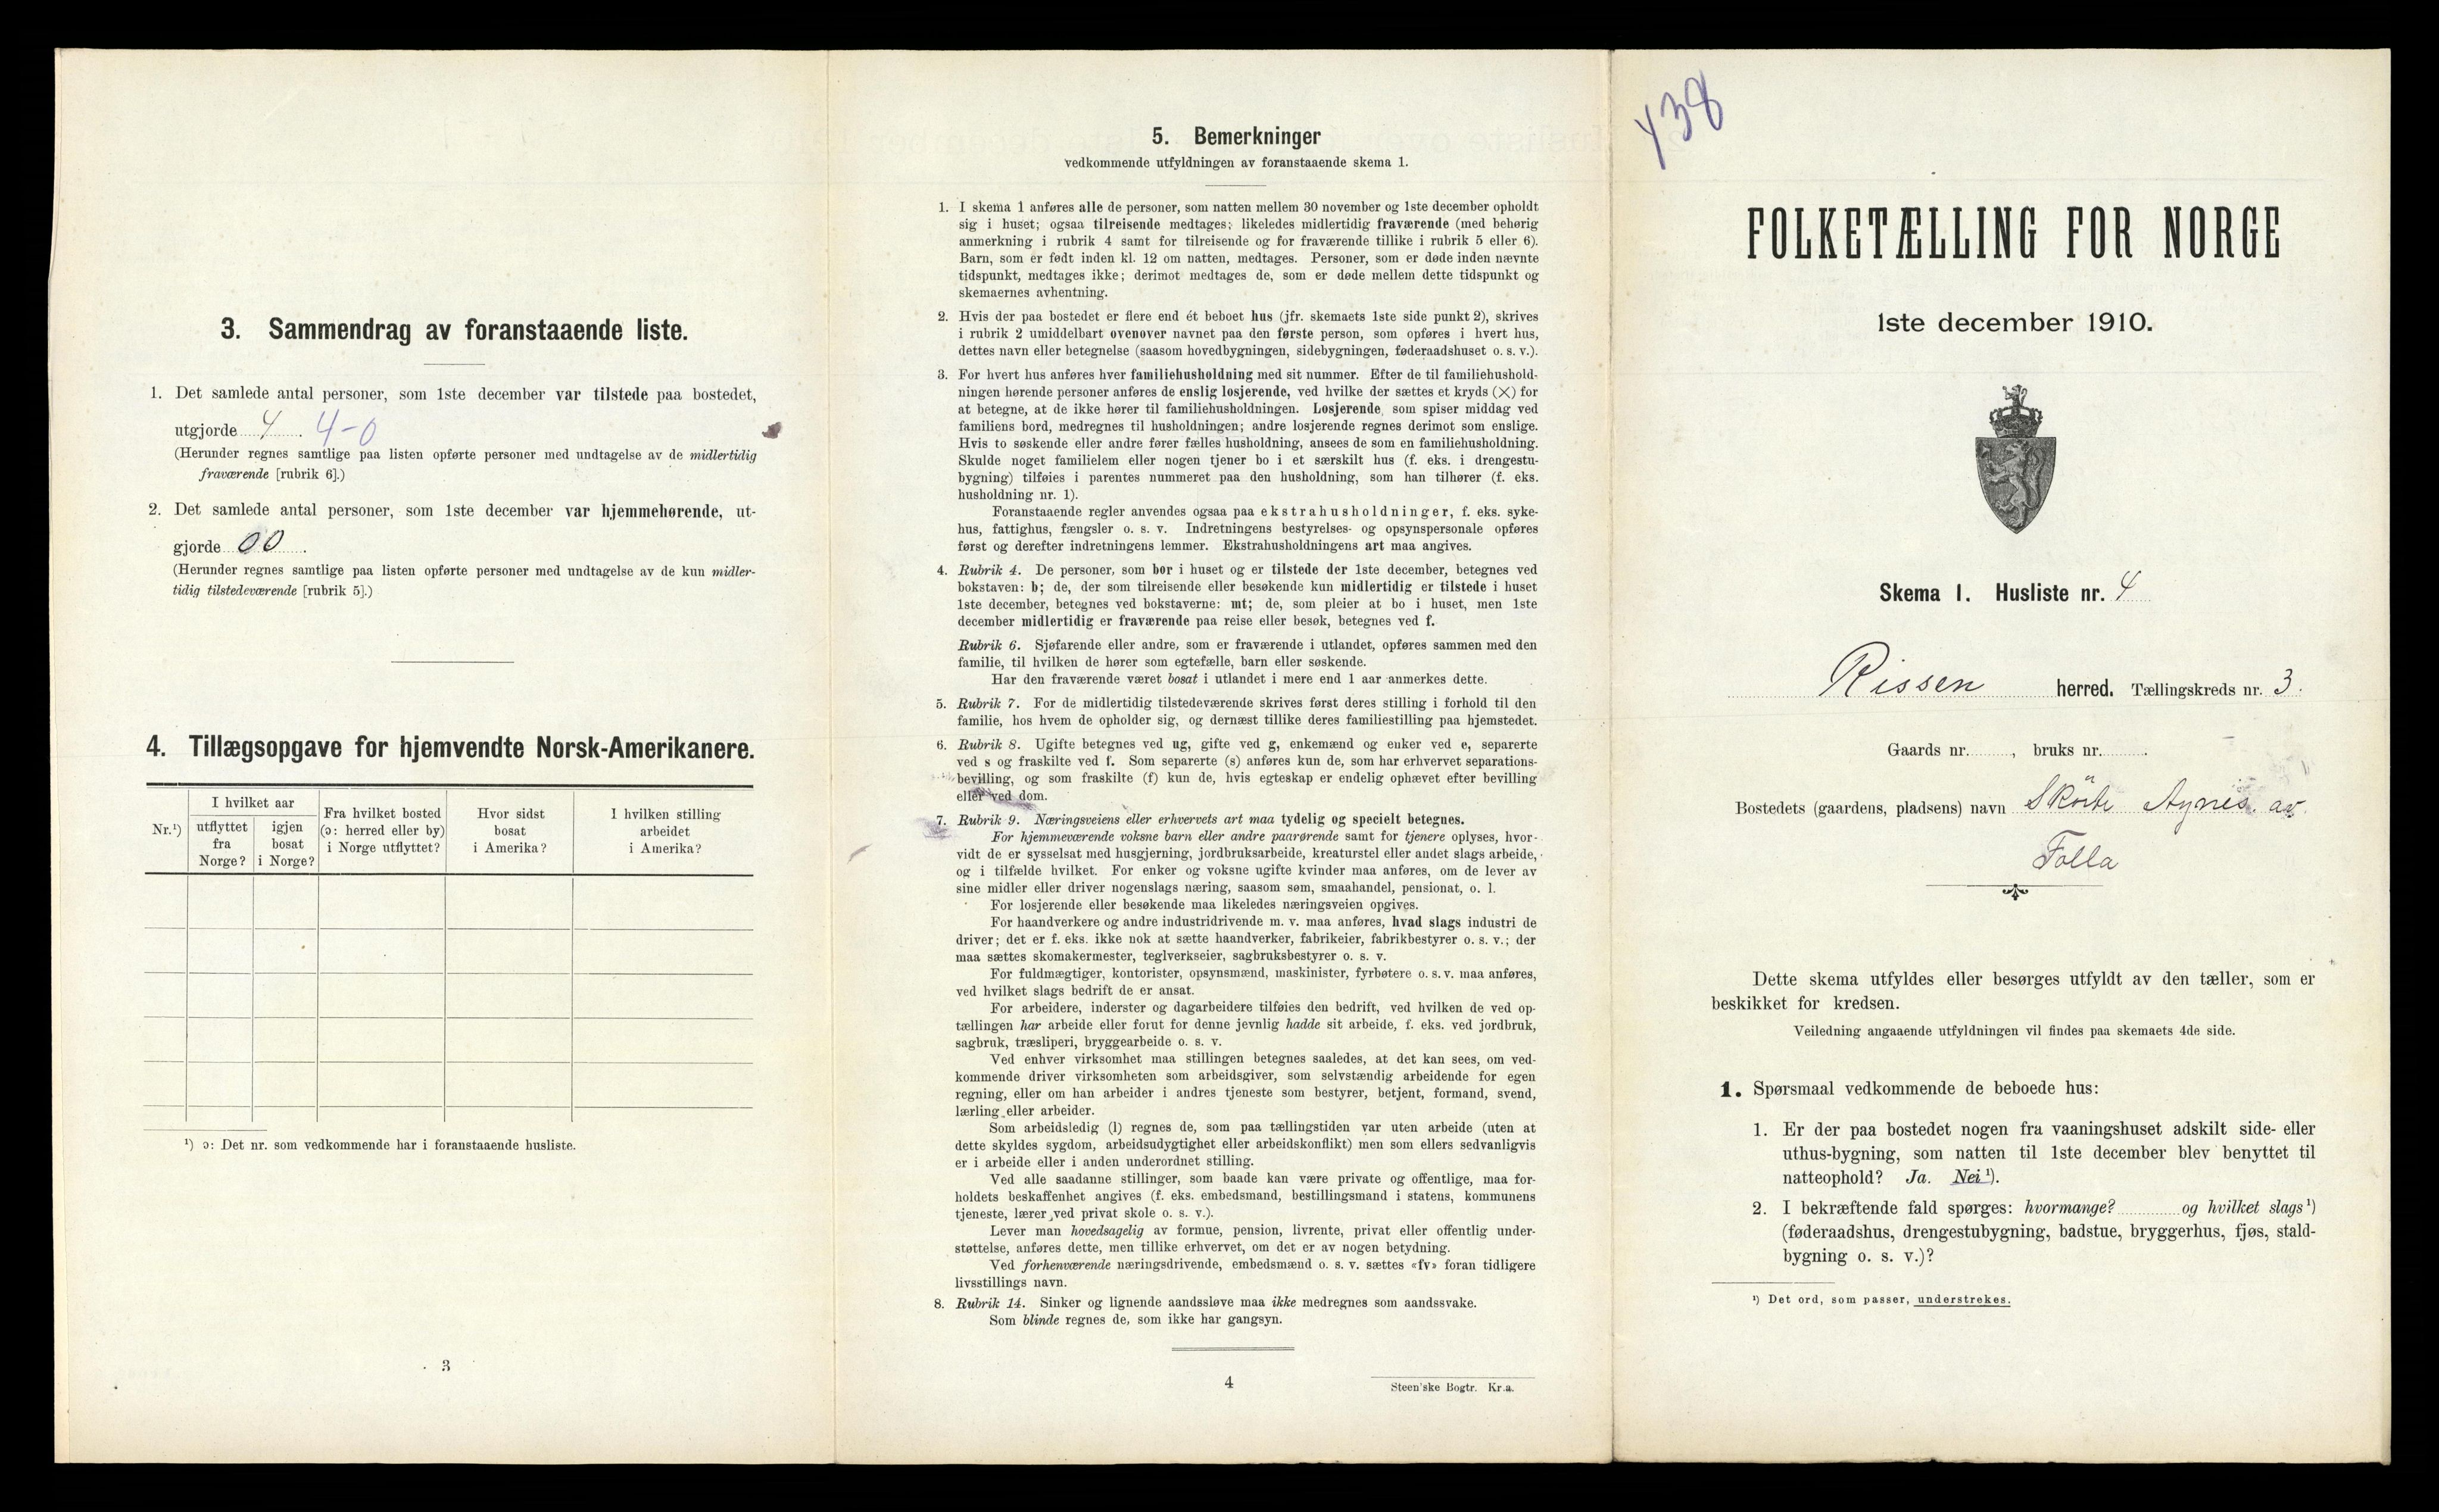 3. Sammendrag av foranstaaende liste.
1. Det samlede antal personer, som 1ste december var tilstede paa bostedet,
utgjorde 4. 4-0
(Herunder regnes samtlige paa listen opførte personer med undtagelse av de midlertidig
fraværende [rubrik 6].)
2. Det samlede antal personer, som 1ste december var hjemmehørende, ut-
gjorde 00.
(Herunder regnes samtlige paa listen opførte personer med undtagelse av de kun midler-
tidig tilstedeværende [rubrik 5].)
4. Tillægsopgave for hjemvendte Norsk-Amerikanere.
Nr.¹)
I hvilket aar
utflyttet
fra
Norge?
igjen
bosat
i Norge?
Fra hvilket bosted
(ɔ: herred eller by)
i Norge utflyttet?
Hvor sidst
bosat
i Amerika?
I hvilken stilling
arbeidet
i Amerika?
¹) ɔ: Det nr. som vedkommende har i foranstaaende husliste.
3
5. Bemerkninger
vedkommende utfyldningen av foranstaaende skema 1.
1. I skema 1 anføres alle de personer, som natten mellem 30 november og 1ste december opholdt
sig i huset; ogsaa tilreisende medtages; likeledes midlertidig fraværende (med behørig
anmerkning i rubrik 4 samt for tilreisende og for fraværende tillike i rubrik 5 eller 6).
Barn, som er født inden kl. 12 om natten, medtages. Personer, som er døde inden nævnte
tidspunkt, medtages ikke; derimot medtages de, som er døde mellem dette tidspunkt og
skemaernes avhentning.
2. Hvis der paa bostedet er flere end ét beboet hus (jfr. skemaets 1ste side punkt 2), skrives
i rubrik 2 umiddelbart ovenover navnet paa den første person, som opføres i hvert hus,
dettes navn eller betegnelse (saasom hovedbygningen, sidebygningen, føderaadshuset o. s. v.).
3. For hvert hus anføres hver familiehusholdning med sit nummer. Efter de til familiehushold-
ningen hørende personer anføres de enslig losjerende, ved hvilke der sættes et kryds (×) for
at betegne, at de ikke hører til familiehusholdningen. Losjerende, som spiser middag ved
familiens bord, medregnes til husholdningen; andre losjerende regnes derimot som enslige.
Hvis to søskende eller andre fører fælles husholdning, ansees de som en familiehusholdning.
Skulde noget familielem eller nogen tjener bo i et særskilt hus (f. eks. i drengestu-
bygning) tilføies i parentes nummeret paa den husholdning, som han tilhører (f. eks.
husholdning nr. 1).
Foranstaaende regler anvendes ogsaa paa ekstrahusholdninger, f. eks. syke-
hus, fattighus, fængsler o. s. v. Indretningens bestyrelses- og opsynspersonale opføres
først og derefter indretningens lemmer. Ekstrahusholdningens art maa angives.
4. Rubrik 4. De personer, som bor i huset og er tilstede der 1ste december, betegnes ved
bokstaven: b; de, der som tilreisende eller besøkende kun midlertidig er tilstede i huset
1ste december, betegnes ved bokstaverne: mt; de, som pleier at bo i huset, men 1ste
december midlertidig er fraværende paa reise eller besøk, betegnes ved f.
Rubrik 6. Sjøfarende eller andre, som er fraværende i utlandet, opføres sammen med den
familie, til hvilken de hører som egtefælle, barn eller søskende.
Har den fraværende været bosat i utlandet i mere end 1 aar anmerkes dette.
5. Rubrik 7. For de midlertidig tilstedeværende skrives først deres stilling i forhold til den
familie, hos hvem de opholder sig, og dernæst tillike deres familiestilling paa hjemstedet.
6. Rubrik 8. Ugifte betegnes ved ug, gifte ved g, enkemænd og enker ved e, separerte
ved s og fraskilte ved f. Som separerte (s) anføres kun de, som har erhvervet separations-
bevilling, og som fraskilte (f) kun de, hvis egteskap er endelig ophævet efter bevilling
eller ved dom.
7. Rubrik 9. Næringsveiens eller erhvervets art maa tydelig og specielt betegnes.
For hjemmeværende voksne barn eller andre paarørende samt for tjenere oplyses, hvor-
vidt de er sysselsat med husgjerning, jordbruksarbeide, kreaturstel eller andet slags arbeide,
og i tilfælde hvilket. For enker og voksne ugifte kvinder maa anføres, om de lever av
sine midler eller driver nogenslags næring, saasom søm, smaahandel, pensionat, o. l.
For losjerende eller besøkende maa likeledes næringsveien opgives.
For haandverkere og andre industridrivende m. v. maa anføres, hvad slags industri de
driver; det er f. eks. ikke nok at sætte haandverker, fabrikeier, fabrikbestyrer o. s. v.; der
maa sættes skomakermester, teglverkseier, sagbruksbestyrer o. s. v.
For fuldmægtiger, kontorister, opsynsmænd, maskinister, fyrbøtere o. s. v. maa anføres,
ved hvilket slags bedrift de er ansat.
For arbeidere, inderster og dagarbeidere tilføies den bedrift, ved hvilken de ved op-
tællingen har arbeide eller forut for denne jevnlig hadde sit arbeide, f. eks. ved jordbruk,
sagbruk, træsliperi, bryggearbeide o. s. v.
Ved enhver virksomhet maa stillingen betegnes saaledes, at det kan sees, om ved-
kommende driver virksomheten som arbeidsgiver, som selvstændig arbeidende for egen
regning, eller om han arbeider i andres tjeneste som bestyrer, betjent, formand, svend,
lærling eller arbeider.
Som arbeidsledig (l) regnes de, som paa tællingstiden var uten arbeide (uten at
dette skyldes sygdom, arbeidsudygtighet eller arbeidskonflikt) men som ellers sedvanligvis
er i arbeide eller i anden underordnet stilling.
Ved alle saadanne stillinger, som baade kan være private og offentlige, maa for-
holdets beskaffenhet angives (f. eks. embedsmand, bestillingsmand i statens, kommunens
tjeneste, lærer ved privat skole o. s. v.).
Lever man hovedsagelig av formue, pension, livrente, privat eller offentlig under-
støttelse, anføres dette, men tillike erhvervet, om det er av nogen betydning.
Ved forhenværende næringsdrivende, embedsmænd o. s. v. sættes «fv» foran tidligere
livsstillings navn.
8. Rubrik 14. Sinker og lignende aandssløve maa ikke medregnes som aandssvake.
Som blinde regnes de, som ikke har gangsyn.
4
Steen'ske Bogtr. Kr.a.
438
FOLKETÆLLING FOR NORGE
1ste december 1910.
Skema 1. Husliste nr. 4
Rissen herred. Tællingskreds nr. 3.
Gaards nr. , bruks nr. .
Bostedets (gaardens, pladsens) navn Agnes. av
Folla
Dette skema utfyldes eller besørges utfyldt av den tæller, som er
beskikket for kredsen.
Veiledning angaaende utfyldningen vil findes paa skemaets 4de side.
1. Spørsmaal vedkommende de beboede hus:
1. Er der paa bostedet nogen fra vaaningshuset adskilt side- eller
uthus-bygning, som natten til 1ste december blev benyttet til
natteophold? Ja. Nei¹).
2. I bekræftende fald spørges: hvormange? og hvilket slags¹)
(føderaadshus, drengestubygning, badstue, bryggerhus, fjøs, stald-
bygning o. s. v.)?
¹) Det ord, som passer, understrekes.